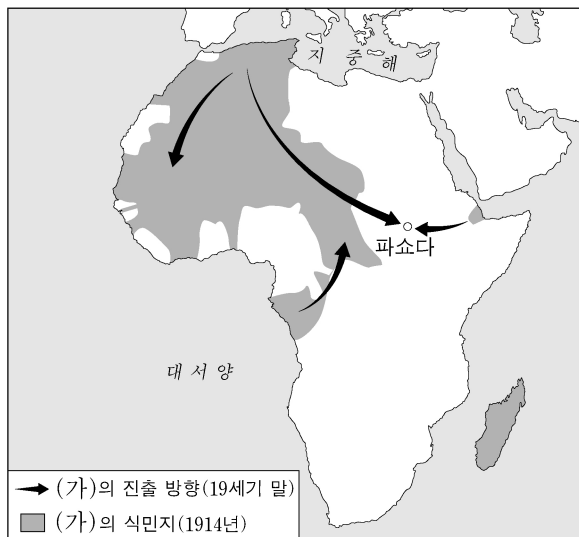 지중해
파쇼다
대서양
(가)의 진출 방향(19세기 말)
(가)의 식민지(1914년)